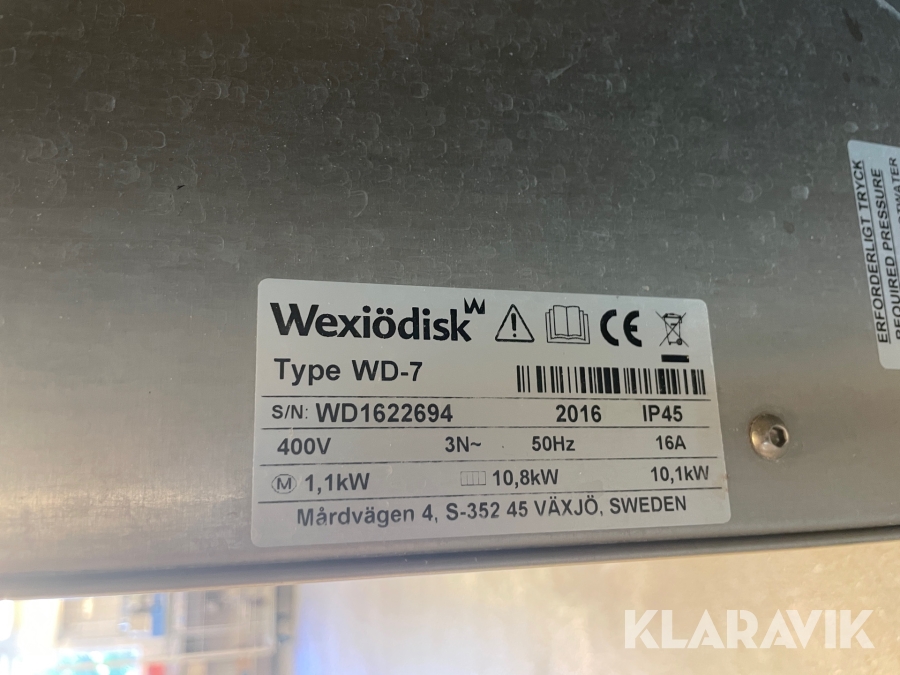 Wexiödisk
CE
Type WD-7
S/N: WD1622694 2016 IP45
400V 3N~ 50Hz 16A
M 1,1kW 10,8kW 10,1kW
Mårdvägen 4, S-352 45 VÄXJÖ, SWEDEN
ERFORDERLIGT TRYCK
REQUIRED PRESSURE
KLARAVIK